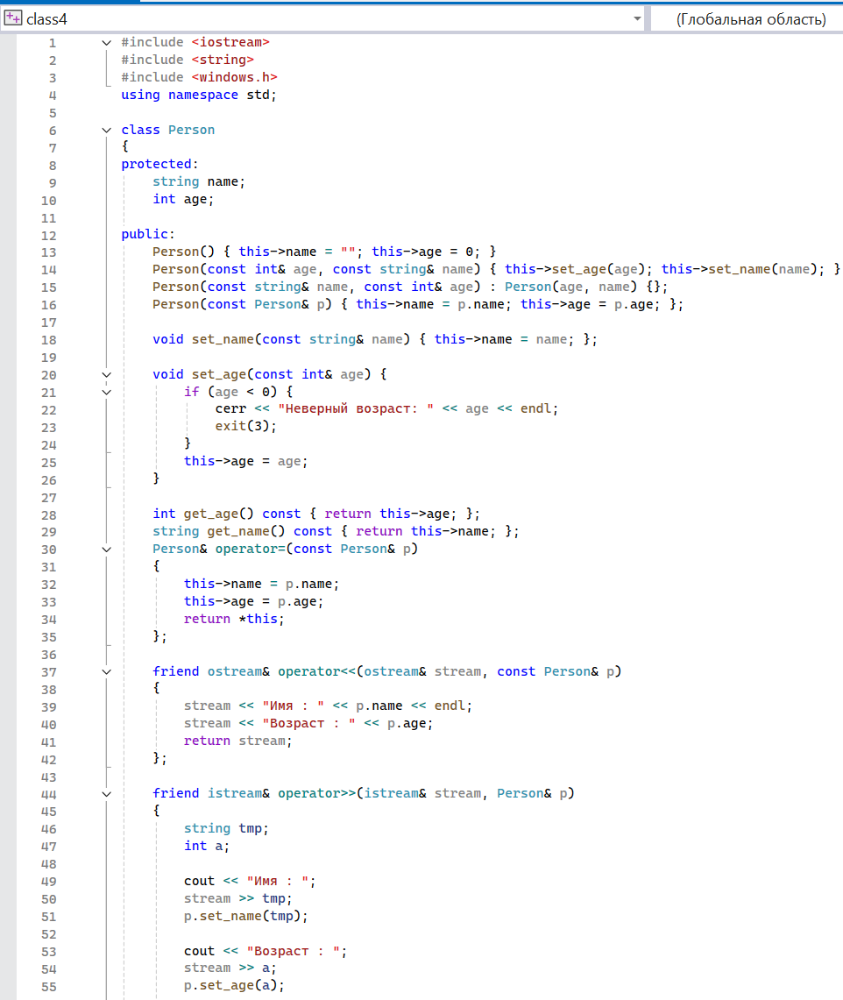 class4
(Глобальная область)
1 #include <iostream>
2 #include <string>
3 #include <windows.h>
4 using namespace std;
5
6 class Person
7 {
8 protected:
9     string name;
10     int age;
11
12 public:
13     Person() { this->name = ""; this->age = 0; }
14     Person(const int& age, const string& name) { this->set_age(age); this->set_name(name); }
15     Person(const string& name, const int& age) : Person(age, name) {};
16     Person(const Person& p) { this->name = p.name; this->age = p.age; };
17
18     void set_name(const string& name) { this->name = name; };
19
20     void set_age(const int& age) {
21         if (age < 0) {
22             cerr << "Неверный возраст: " << age << endl;
23             exit(3);
24         }
25         this->age = age;
26     }
27
28     int get_age() const { return this->age; };
29     string get_name() const { return this->name; };
30     Person& operator=(const Person& p)
31     {
32         this->name = p.name;
33         this->age = p.age;
34         return *this;
35     };
36
37     friend ostream& operator<<(ostream& stream, const Person& p)
38     {
39         stream << "Имя : " << p.name << endl;
40         stream << "Возраст : " << p.age;
41         return stream;
42     };
43
44     friend istream& operator>>(istream& stream, Person& p)
45     {
46         string tmp;
47         int a;
48
49         cout << "Имя : ";
50         stream >> tmp;
51         p.set_name(tmp);
52
53         cout << "Возраст : ";
54         stream >> a;
55         p.set_age(a);